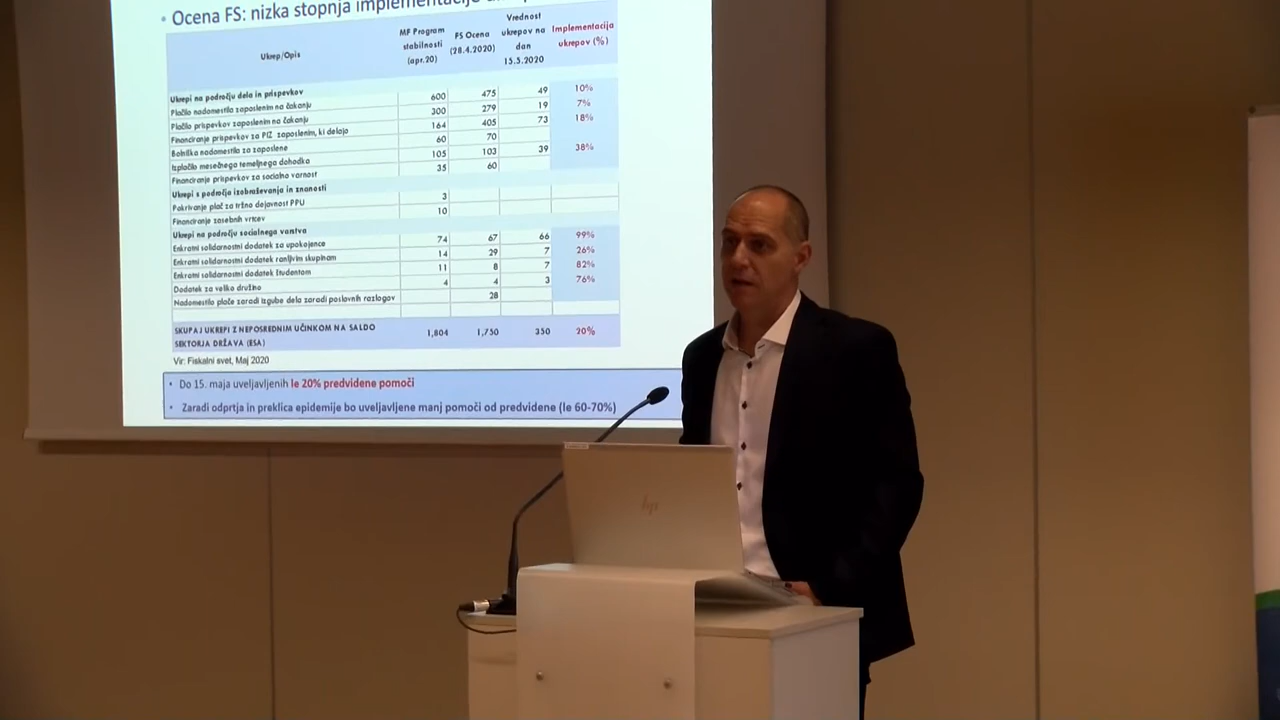 • Ocena FS: nizka stopnja implementacije
Ukrep/Opis
MF Program stabilnosti (apr.20)
FS Ocena (28.4.2020)
Vrednost ukrepov na dan 15.5.2020
Implementacija ukrepov (%)
Ukrepi na področju dela in prispevkov
Plačilo nadomestila zaposlenim na čakanju 600 475 49 10%
Plačilo prispevkov zaposlenim na čakanju 300 279 19 7%
Financiranje prispevkov za PIZ zaposlenim, ki delajo 164 405 73 18%
Bolniška nadomestila za zaposlene 60 70
Izplačilo mesečnega temeljnega dohodka 105 103 39 38%
Financiranje prispevkov za socialno varnost 35 60
Ukrepi s področja izobraževanja in znanosti
Pokrivanje plač za tržno dejavnost PPU 3
Financiranje zasebnih vrtcev 10
Ukrepi na področju socialnega varstva
Enkratni solidarnostni dodatek za upokojence 74 67 66 99%
Enkratni solidarnostni dodatek ranljivim skupinam 14 29 7 26%
Enkratni solidarnostni dodatek študentom 11 8 7 82%
Dodatek za veliko družino 4 4 3 76%
Nadomestilo plače zaradi izgube dela zaradi poslovnih razlogov 28
SKUPAJ UKREPI Z NEPOSREDNIM UČINKOM NA SALDO SEKTORJA DRŽAVA (ESA) 1,804 1,750 350 20%
Vir: Fiskalni svet, Maj 2020
• Do 15. maja uveljavljenih le 20% predvidene pomoči
• Zaradi odprtja in preklica epidemije bo uveljavljene manj pomoči od predvidene (le 60-70%)
hp